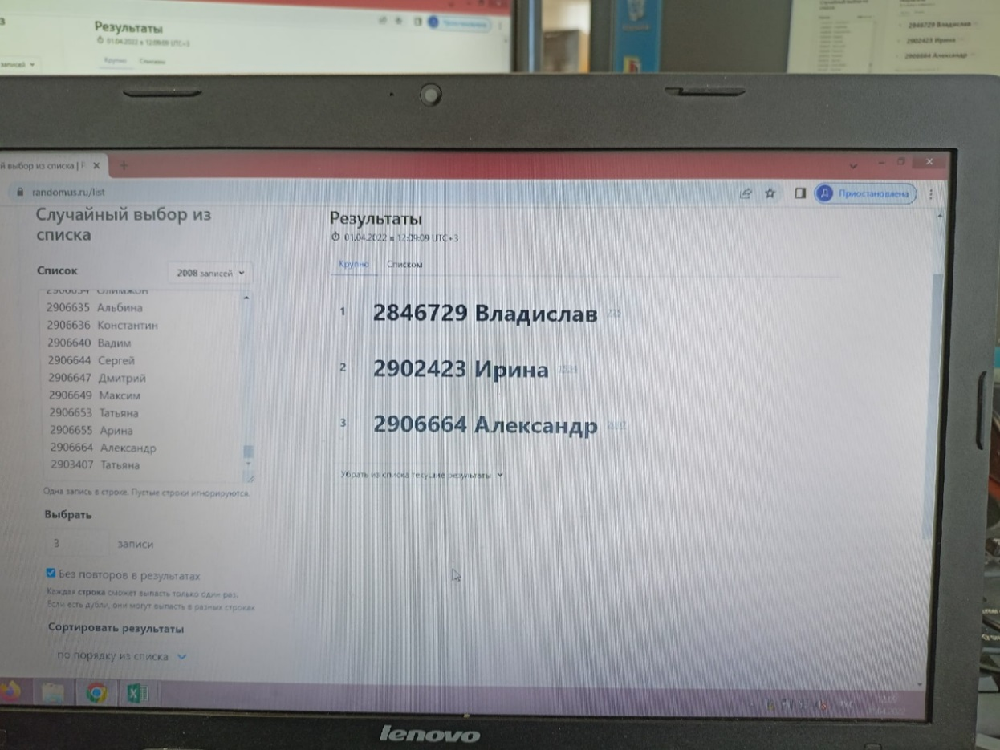 Результаты
01.04.2022 в 12:09:09 UTC+3
Крупно Списком
записей
Приостановлена
2846729 Владислав
2902423 Ирина
2906664 Александр
й выбор из списка |
randomus.ru/list
Д Приостановлена
Случайный выбор из
списка
Список 2008 записей
2906635 Альбина
2906636 Константин
2906640 Вадим
2906644 Сергей
2906647 Дмитрий
2906649 Максим
2906653 Татьяна
2906655 Арина
2906664 Александр
2903407 Татьяна
Одна запись в строке. Пустые строки игнорируются.
Выбрать
3 записи
Без повторов в результатах
Каждая строка сможет выпасть только один раз.
Если есть дубли, они могут выпасть в разных строках
Сортировать результаты
по порядку из списка
Результаты
01.04.2022 в 12:09:09 UTC+3
Крупно Списком
1 2846729 Владислав
2 2902423 Ирина
3 2906664 Александр
Убрать из списка текущие результаты
lenovo